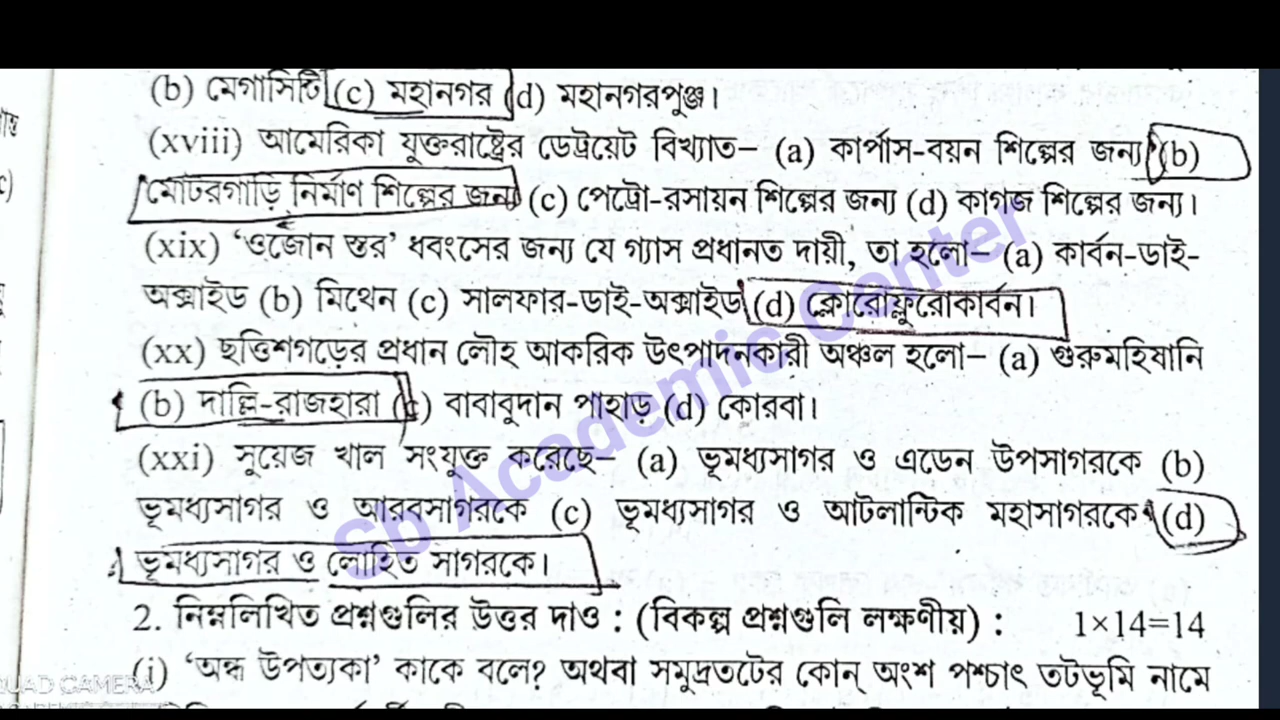 (b) মেগাসিটি (c) মহানগর (d) মহানগরপুঞ্জ।
(xviii) আমেরিকা যুক্তরাষ্ট্রের ডেট্রয়েট বিখ্যাত– (a) কার্পাস-বয়ন শিল্পের জন্য (b)
মোটরগাড়ি নির্মাণ শিল্পের জন্য (c) পেট্রো-রসায়ন শিল্পের জন্য (d) কাগজ শিল্পের জন্য।
(xix) ‘ওজোন স্তর’ ধবংসের জন্য যে গ্যাস প্রধানত দায়ী, তা হলো– (a) কার্বন-ডাই-
অক্সাইড (b) মিথেন (c) সালফার-ডাই-অক্সাইড (d) ক্লোরোফ্লুরোকার্বন।
(xx) ছত্তিশগড়ের প্রধান লৌহ আকরিক উৎপাদনকারী অঞ্চল হলো– (a) গুরুমহিষানি
(b) দাল্লি-রাজহারা (c) বাবাবুদান পাহাড় (d) কোরবা।
(xxi) সুয়েজ খাল সংযুক্ত করেছে– (a) ভূমধ্যসাগর ও এডেন উপসাগরকে (b)
ভূমধ্যসাগর ও আরবসাগরকে (c) ভূমধ্যসাগর ও আটলান্টিক মহাসাগরকে (d)
ভূমধ্যসাগর ও লোহিত সাগরকে।
2. নিম্নলিখিত প্রশ্নগুলির উত্তর দাও : (বিকল্প প্রশ্নগুলি লক্ষণীয়) : 1×14=14
(i) ‘অন্ধ উপত্যকা’ কাকে বলে? অথবা সমুদ্রতটের কোন্ অংশ পশ্চাৎ তটভূমি নামে
Sb Academic Center
QUAD CAMERA